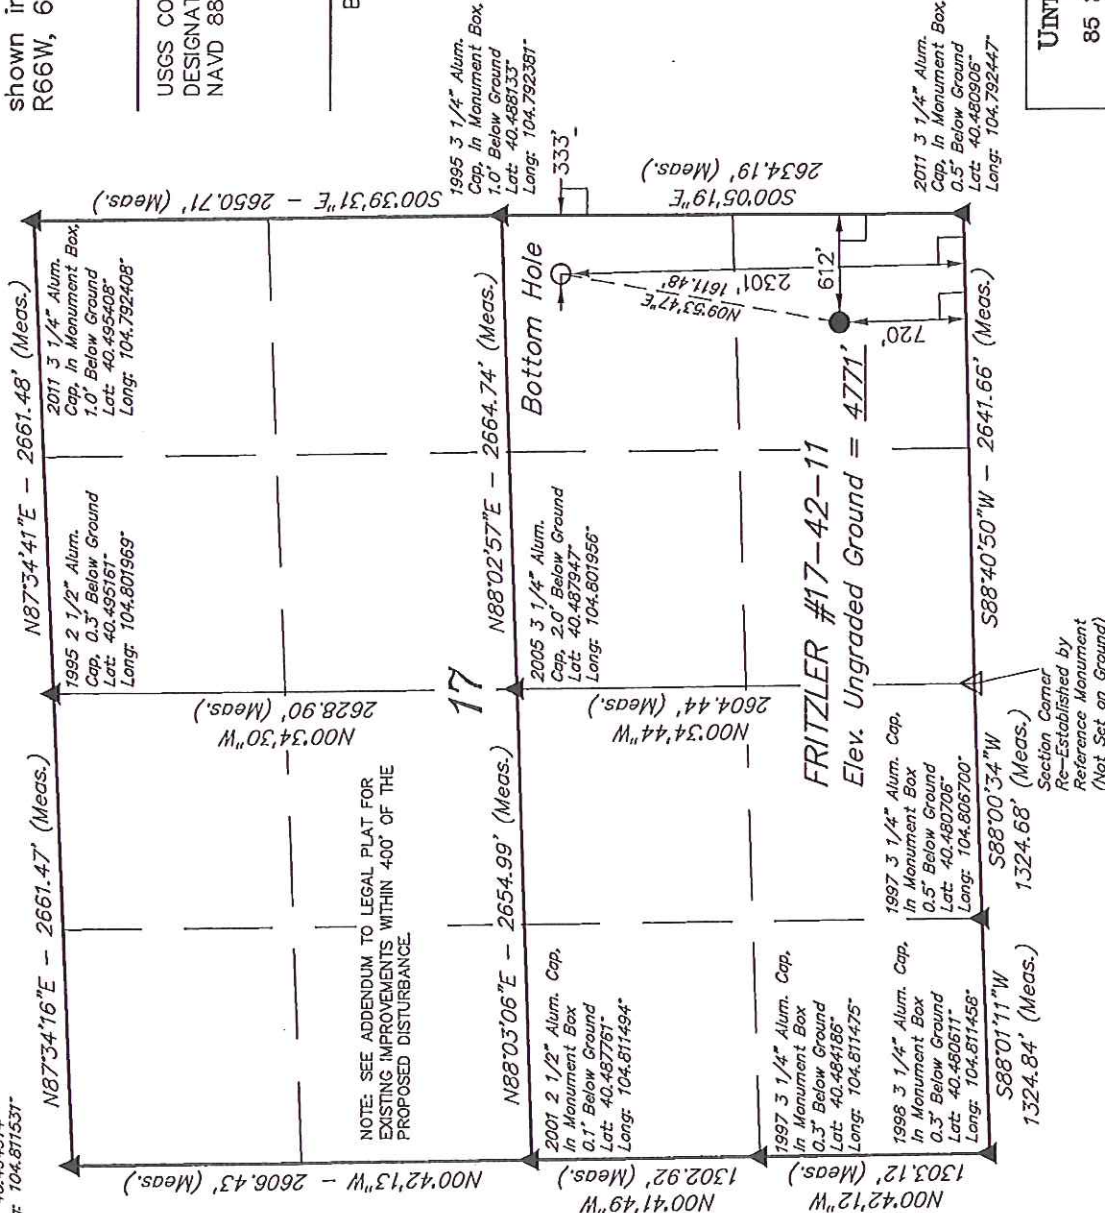 shown in
R66W, 6
USGS CO
DESIGNAT
NAVD 88
B
: 104.811531°
N87°34'16"E - 2661.47' (Meas.)
N87°34'41"E - 2661.48' (Meas.)
1995 2 1/2" Alum.
Cap, 0.3' Below Ground
Lat: 40.495161°
Long: 104.801969°
2011 3 1/4" Alum.
Cap, In Monument Box,
1.0' Below Ground
Lat: 40.495408°
Long: 104.792408°
N00°42'13"W - 2606.43' (Meas.)
N00°34'30"W
2628.90' (Meas.)
S00°39'31"E - 2650.71' (Meas.)
NOTE: SEE ADDENDUM TO LEGAL PLAT FOR
EXISTING IMPROVEMENTS WITHIN 400' OF THE
PROPOSED DISTURBANCE.
17
1995 3 1/4" Alum.
Cap, In Monument Box,
1.0' Below Ground
Lat: 40.488133°
Long: 104.792381°
N88°03'06"E - 2654.99' (Meas.)
N88°02'57"E - 2664.74' (Meas.)
2001 2 1/2" Alum. Cap,
In Monument Box
0.1' Below Ground
Lat: 40.487761°
Long: 104.811494°
2005 3 1/4" Alum.
Cap, 2.0' Below Ground
Lat: 40.487947°
Long: 104.801956°
Bottom Hole
333'
N00°41'49"W
1302.92' (Meas.)
N00°34'44"W
2604.44' (Meas.)
S00°05'19"E
2634.19' (Meas.)
N09°53'47"E
1611.48'
2301'
612'
720'
1997 3 1/4" Alum. Cap,
In Monument Box
0.3' Below Ground
Lat: 40.484186°
Long: 104.811475°
FRITZLER #17-42-11
Elev. Ungraded Ground = 4771'
N00°42'12"W
1303.12' (Meas.)
1998 3 1/4" Alum. Cap,
In Monument Box
0.3' Below Ground
Lat: 40.480611°
Long: 104.811458°
1997 3 1/4" Alum. Cap,
In Monument Box
0.5' Below Ground
Lat: 40.480706°
Long: 104.806700°
2011 3 1/4" Alum.
Cap, In Monument Box,
0.5' Below Ground
Lat: 40.480906°
Long: 104.792447°
S88°01'11"W
1324.84' (Meas.)
S88°00'34"W
1324.68' (Meas.)
S88°40'50"W - 2641.66' (Meas.)
Section Corner
Re-Established by
Reference Monument
(Not Set on Ground)
UINT
85